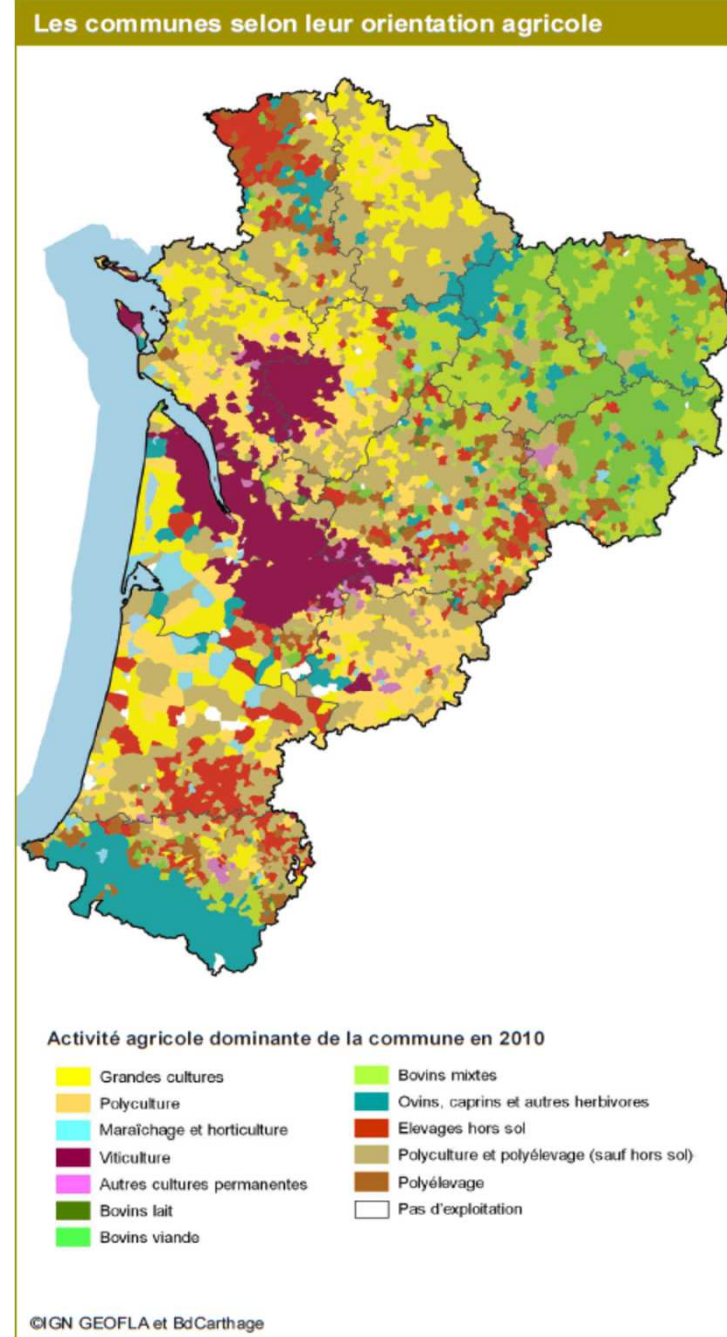 Les communes selon leur orientation agricole
Activité agricole dominante de la commune en 2010
Grandes cultures
Polyculture
Maraîchage et horticulture
Viticulture
Autres cultures permanentes
Bovins lait
Bovins viande
Bovins mixtes
Ovins, caprins et autres herbivores
Elevages hors sol
Polyculture et polyélevage (sauf hors sol)
Polyélevage
Pas d'exploitation
©IGN GEOFLA et BdCarthage